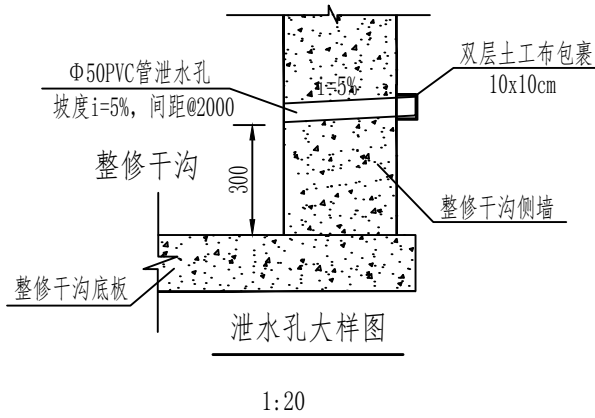 双层土工布包裹
10x10cm
Φ50PVC管泄水孔
坡度i=5%, 间距@2000
i=5%
整修干沟
300
整修干沟侧墙
整修干沟底板
泄水孔大样图
1:20